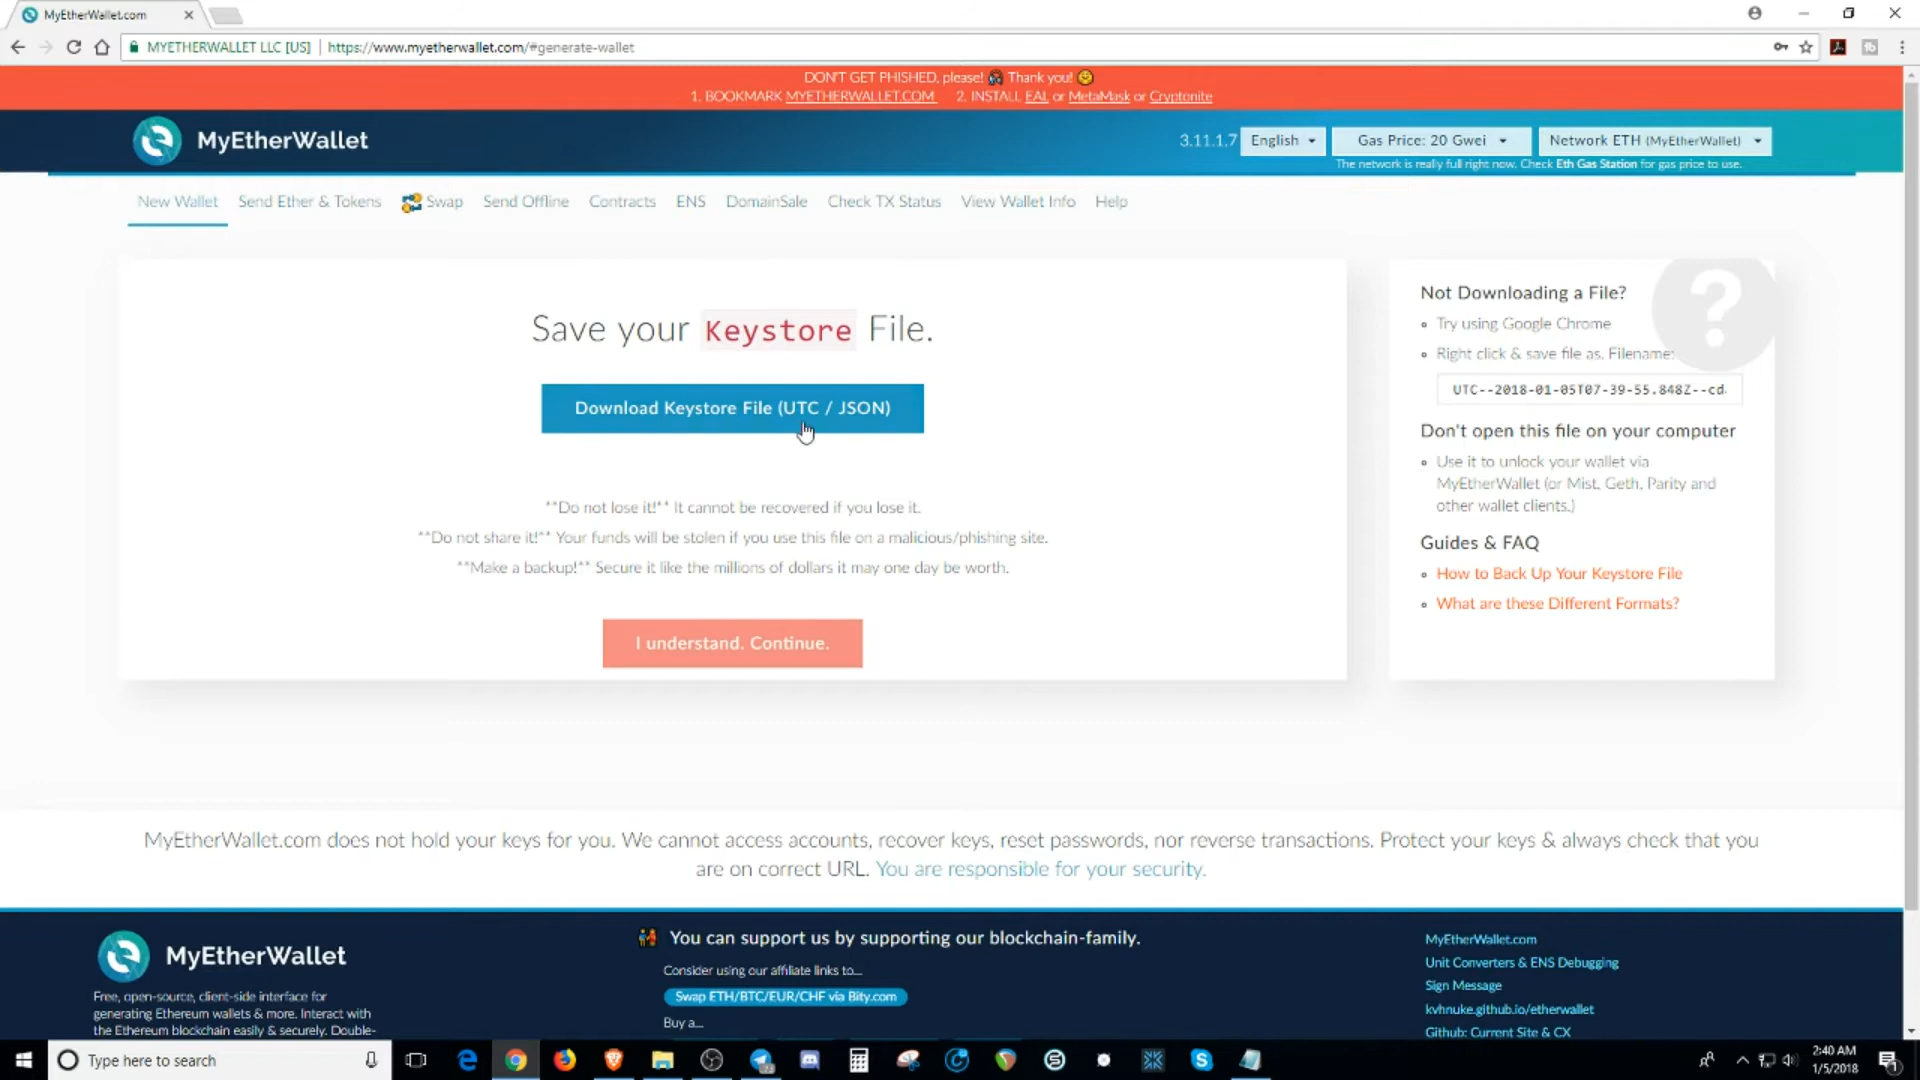 MyEtherWallet.com
MYETHERWALLET LLC [US] | https://www.myetherwallet.com/#generate-wallet
DON'T GET PHISHED, please! Thank you!
1. BOOKMARK MYETHERWALLET.COM 2. INSTALL EAL or MetaMask or Cryptonite
MyEtherWallet
3.11.1.7 English Gas Price: 20 Gwei Network ETH (MyEtherWallet)
The network is really full right now. Check Eth Gas Station for gas price to use.
New Wallet Send Ether & Tokens Swap Send Offline Contracts ENS DomainSale Check TX Status View Wallet Info Help
Save your Keystore File.
Download Keystore File (UTC / JSON)
**Do not lose it!** It cannot be recovered if you lose it.
**Do not share it!** Your funds will be stolen if you use this file on a malicious/phishing site.
**Make a backup!** Secure it like the millions of dollars it may one day be worth.
I understand. Continue.
Not Downloading a File?
Try using Google Chrome
Right click & save file as. Filename:
UTC--2018-01-05T07-39-55.848Z--cd
Don't open this file on your computer
Use it to unlock your wallet via
MyEtherWallet (or Mist, Geth, Parity and
other wallet clients.)
Guides & FAQ
How to Back Up Your Keystore File
What are these Different Formats?
?
MyEtherWallet.com does not hold your keys for you. We cannot access accounts, recover keys, reset passwords, nor reverse transactions. Protect your keys & always check that you
are on correct URL. You are responsible for your security.
MyEtherWallet
Free, open-source, client-side interface for
generating Ethereum wallets & more. Interact with
the Ethereum blockchain easily & securely. Double-
You can support us by supporting our blockchain-family.
Consider using our affiliate links to...
Swap ETH/BTC/EUR/CHF via Bity.com
Buy a...
MyEtherWallet.com
Unit Converters & ENS Debugging
Sign Message
kvhnuke.github.io/etherwallet
Github: Current Site & CX
Type here to search
2:40 AM
1/5/2018